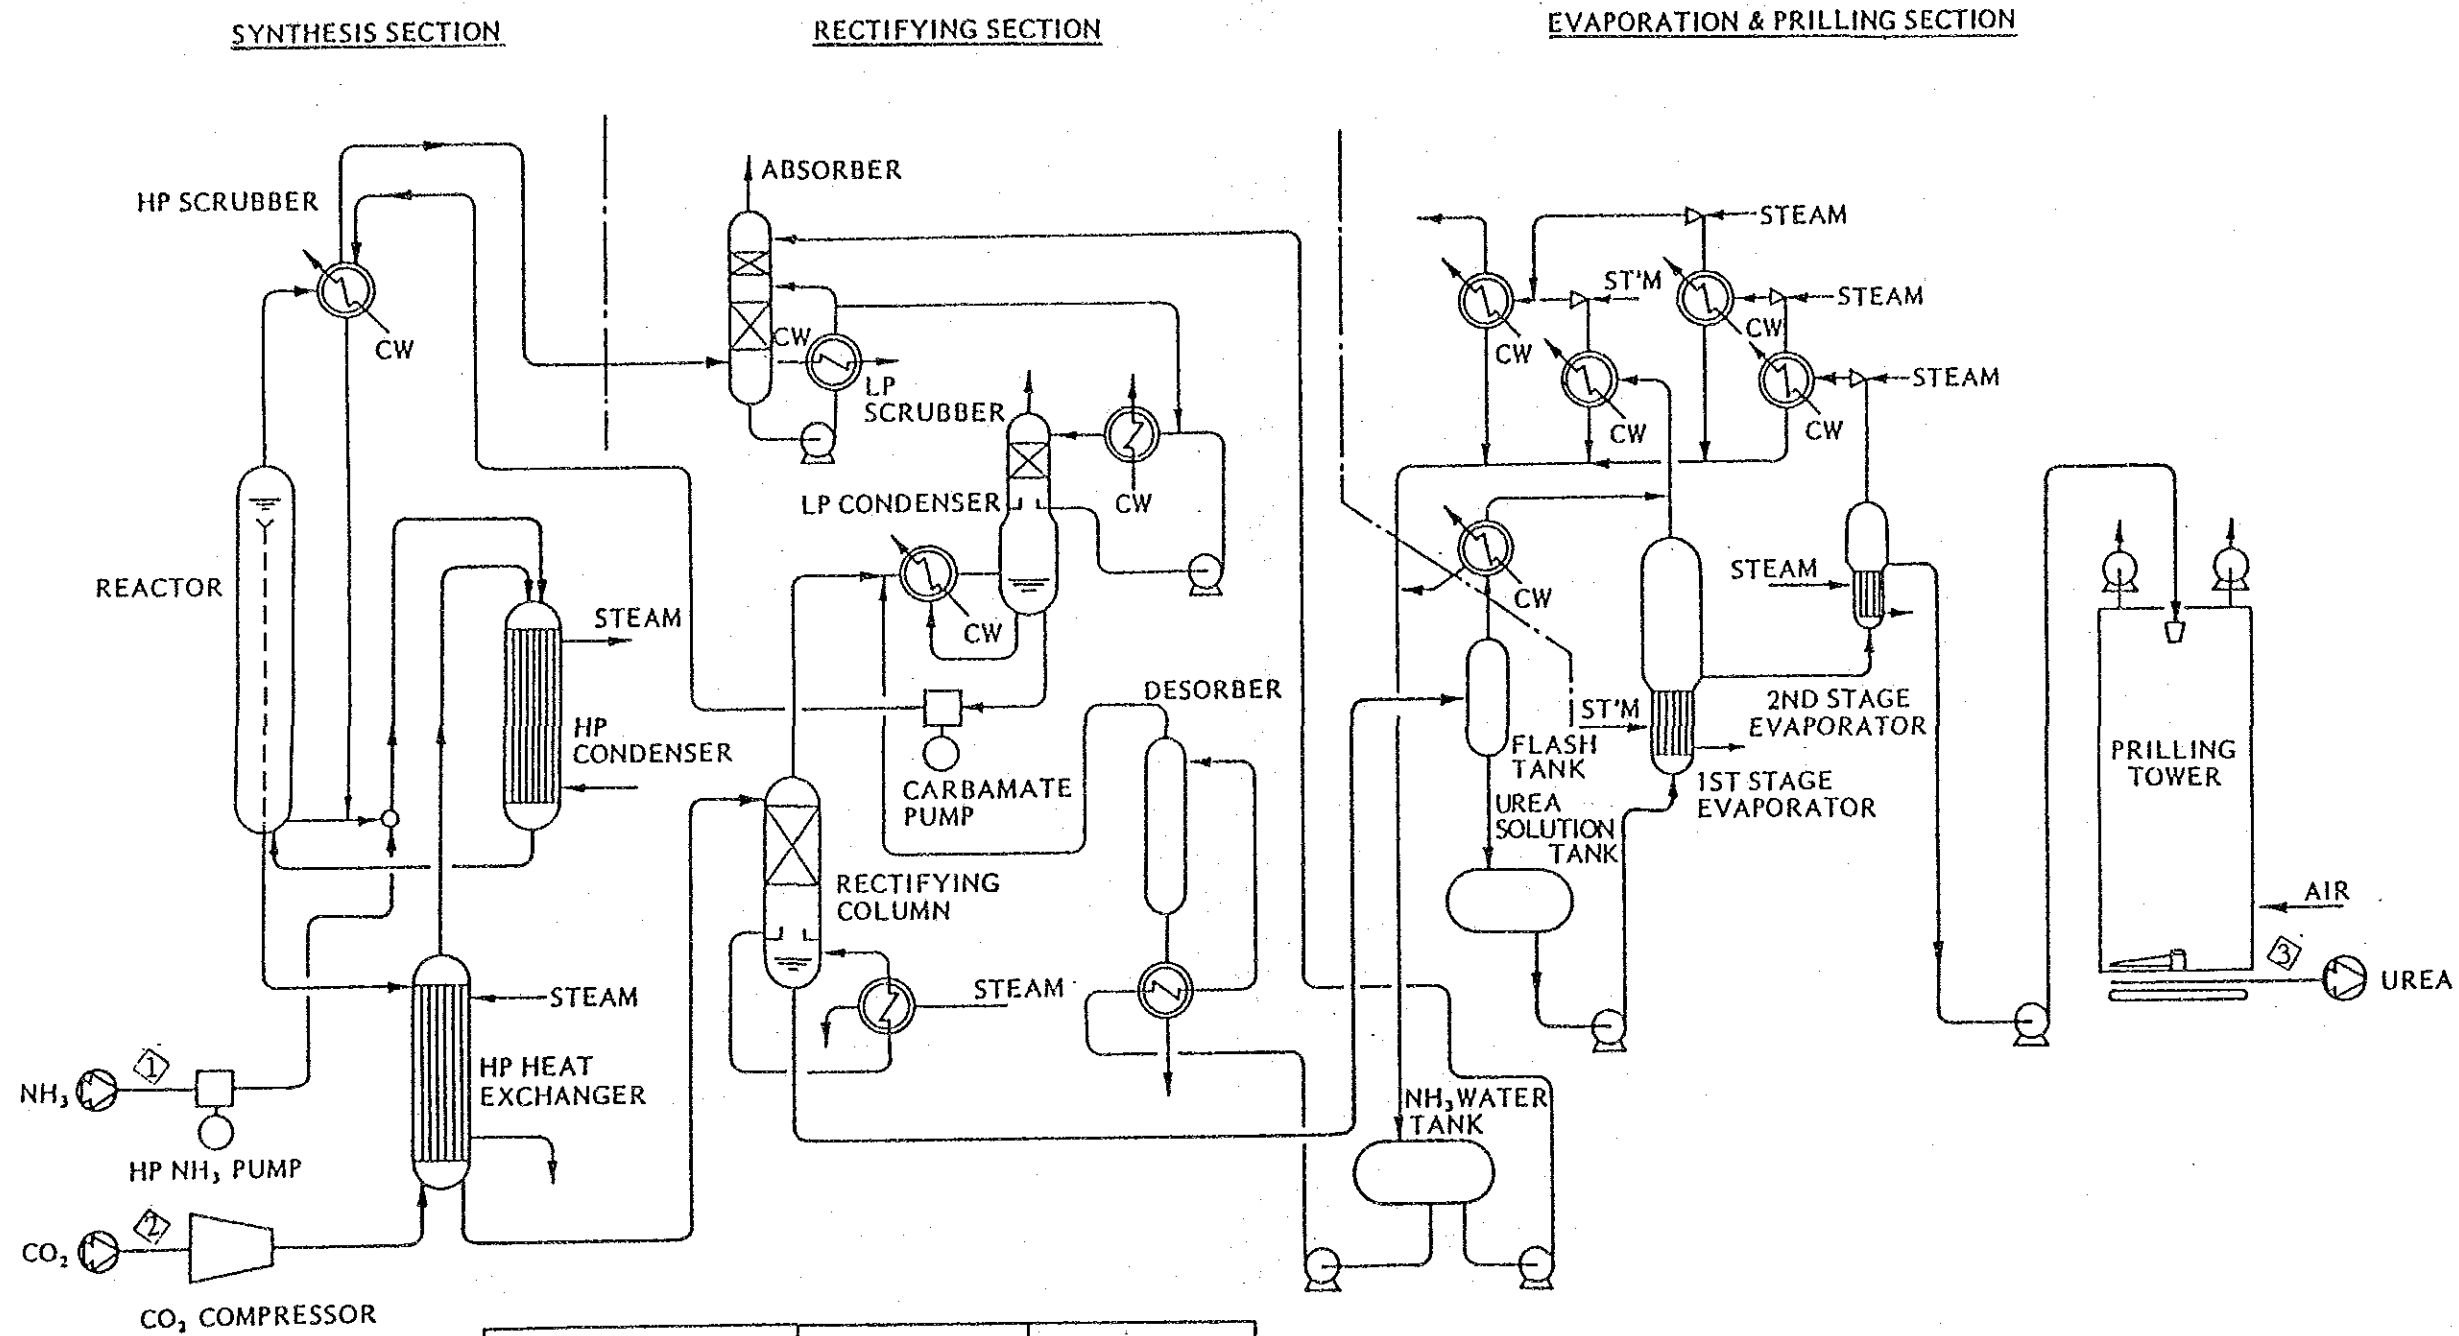 SYNTHESIS SECTION
RECTIFYING SECTION
EVAPORATION & PRILLING SECTION
HP SCRUBBER
CW
REACTOR
STEAM
HP
CONDENSER
STEAM
HP HEAT
EXCHANGER
NH₃
1
HP NH₃ PUMP
CO₂
2
CO₂ COMPRESSOR
ABSORBER
CW
LP
SCRUBBER
CW
LP CONDENSER
CW
CARBAMATE
PUMP
DESORBER
RECTIFYING
COLUMN
STEAM
STEAM
ST'M
CW
STEAM
CW
STEAM
CW
CW
CW
STEAM
FLASH
TANK
ST'M
2ND STAGE
EVAPORATOR
1ST STAGE
EVAPORATOR
UREA
SOLUTION
TANK
NH₃ WATER
TANK
PRILLING
TOWER
AIR
3
UREA